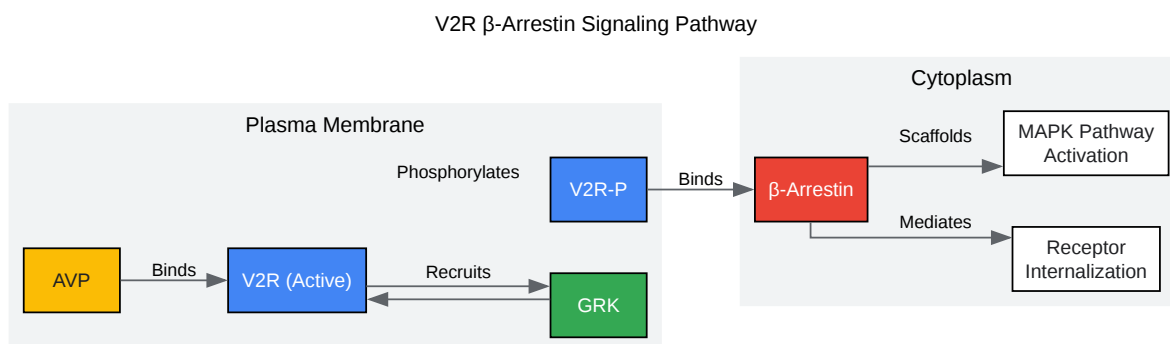 V2R β-Arrestin Signaling Pathway
Plasma Membrane
Phosphorylates
V2R-P
Binds
AVP
Binds
V2R (Active)
Recruits
GRK
Cytoplasm
β-Arrestin
Scaffolds
MAPK Pathway
Activation
Mediates
Receptor
Internalization